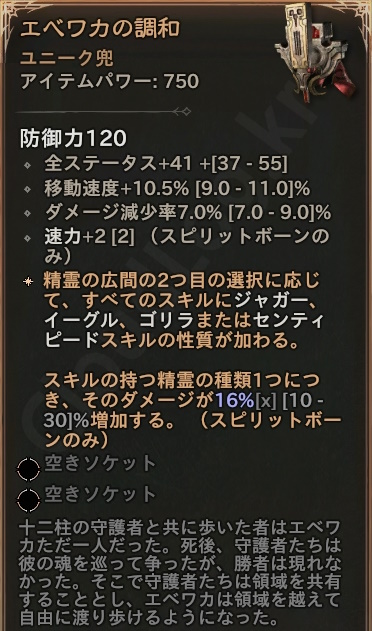 エベワカの調和
ユニーク兜
アイテムパワー: 750
防御力120
全ステータス+41 +[37 - 55]
移動速度+10.5% [9.0 - 11.0]%
ダメージ減少率7.0% [7.0 - 9.0]%
速力+2 [2] （スピリットボーンの
み）
精霊の広間の2つ目の選択に応じ
て、すべてのスキルにジャガー、
イーグル、ゴリラまたはセンティ
ピードスキルの性質が加わる。
スキルの持つ精霊の種類1つにつ
き、そのダメージが16%[x] [10 -
30]%増加する。 （スピリットボー
ンのみ）
空きソケット
空きソケット
十二柱の守護者と共に歩いた者はエベワ
カただ一人だった。死後、守護者たちは
彼の魂を巡って争ったが、勝者は現れな
かった。そこで守護者たちは領域を共有
することとし、エベワカは領域を越えて
自由に渡り歩けるようになった。